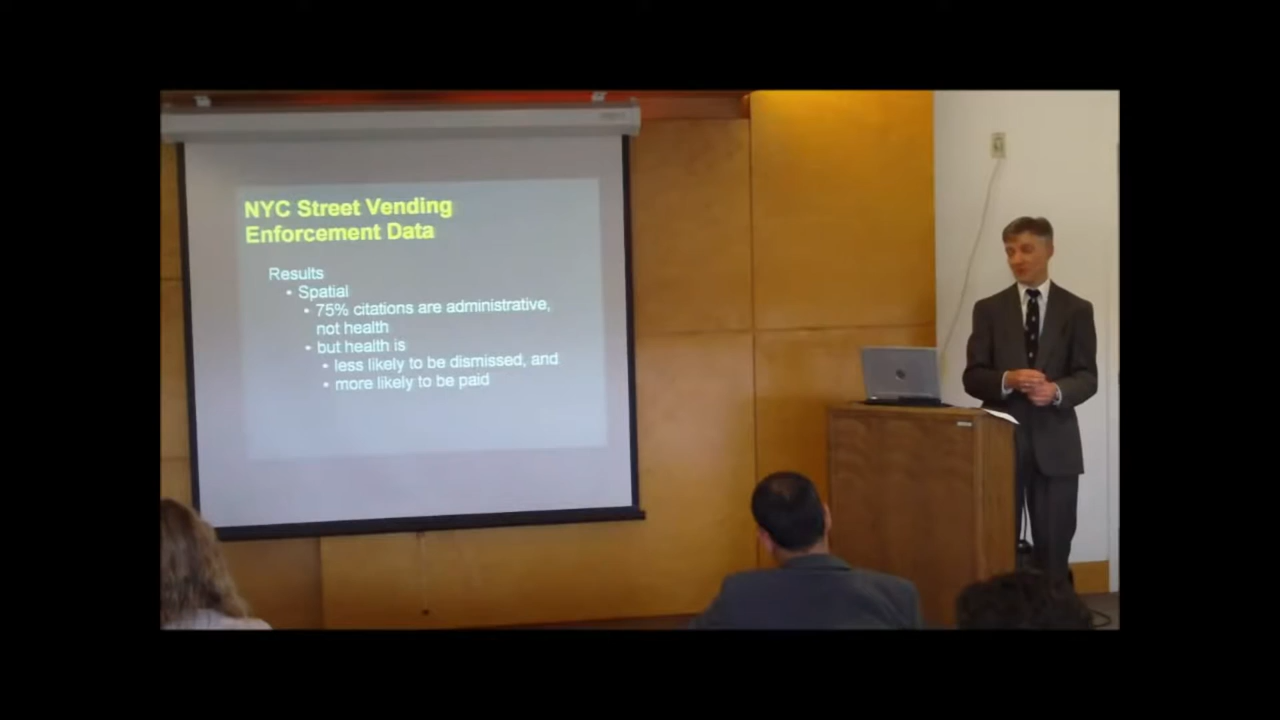 NYC Street Vending
Enforcement Data
Results
• Spatial
• 75% citations are administrative,
not health
• but health is
• less likely to be dismissed, and
• more likely to be paid